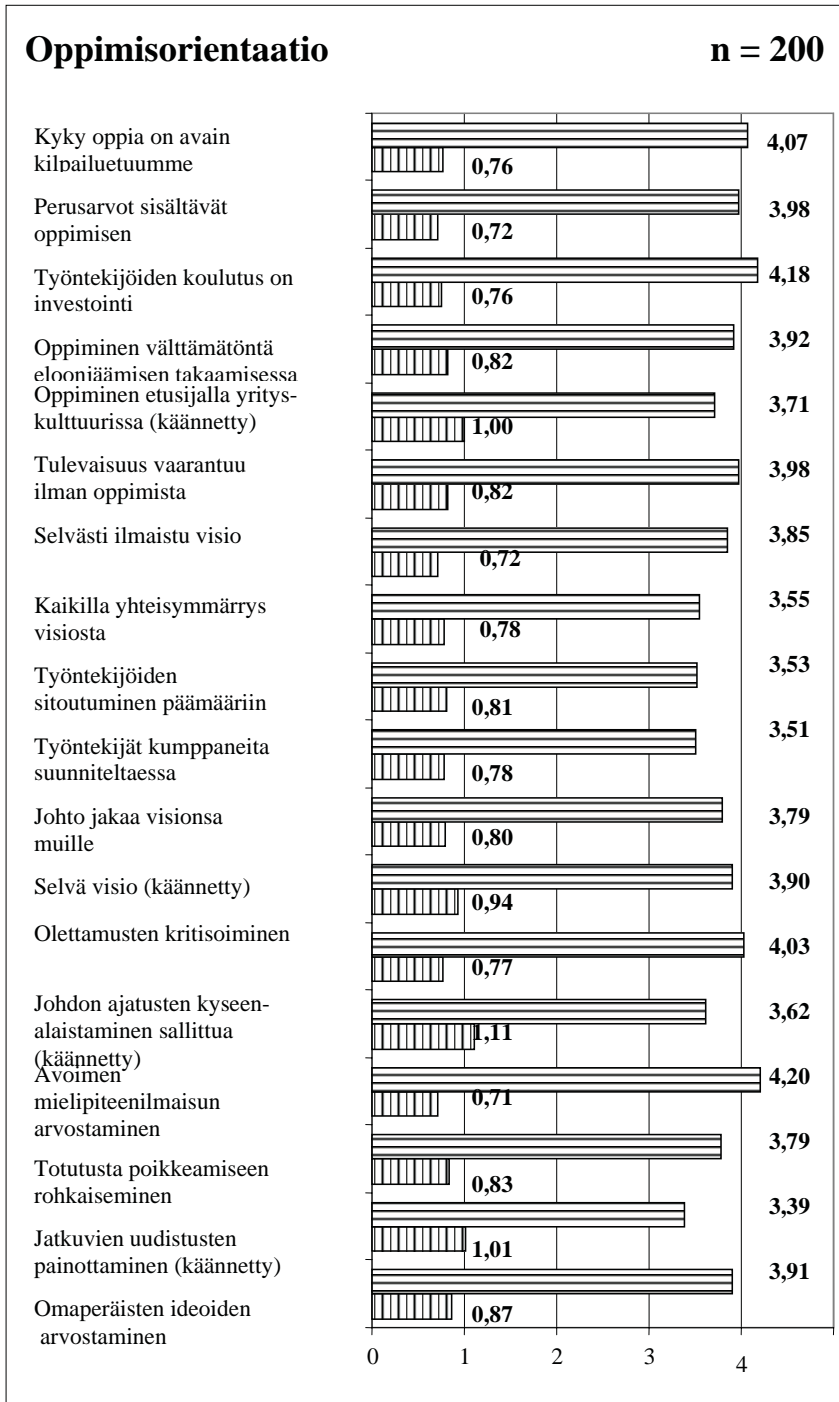 Oppimisorientaatio n = 200
Kyky oppia on avain
kilpailuetuumme
4,07
0,76
Perusarvot sisältävät
oppimisen
3,98
0,72
Työntekijöiden koulutus on
investointi
4,18
0,76
Oppiminen välttämätöntä
eloonjäämisen takaamisessa
3,92
0,82
Oppiminen etusijalla yritys-
kulttuurissa (käännetty)
3,71
1,00
Tulevaisuus vaarantuu
ilman oppimista
3,98
0,82
Selvästi ilmaistu visio
3,85
0,72
Kaikilla yhteisymmärrys
visiosta
3,55
0,78
Työntekijöiden
sitoutuminen päämääriin
3,53
0,81
Työntekijät kumppaneita
suunniteltaessa
3,51
0,78
Johto jakaa visionsa
muille
3,79
0,80
Selvä visio (käännetty)
3,90
0,94
Olettamusten kritisoiminen
4,03
0,77
Johdon ajatusten kyseen-
alaistaminen sallittua
(käännetty)
3,62
1,11
Avoimen
mielipiteenilmaisun
arvostaminen
4,20
0,71
Totutusta poikkeamiseen
rohkaiseminen
3,79
0,83
Jatkuvien uudistusten
painottaminen (käännetty)
3,39
1,01
Omaperäisten ideoiden
arvostaminen
3,91
0,87
0 1 2 3 4